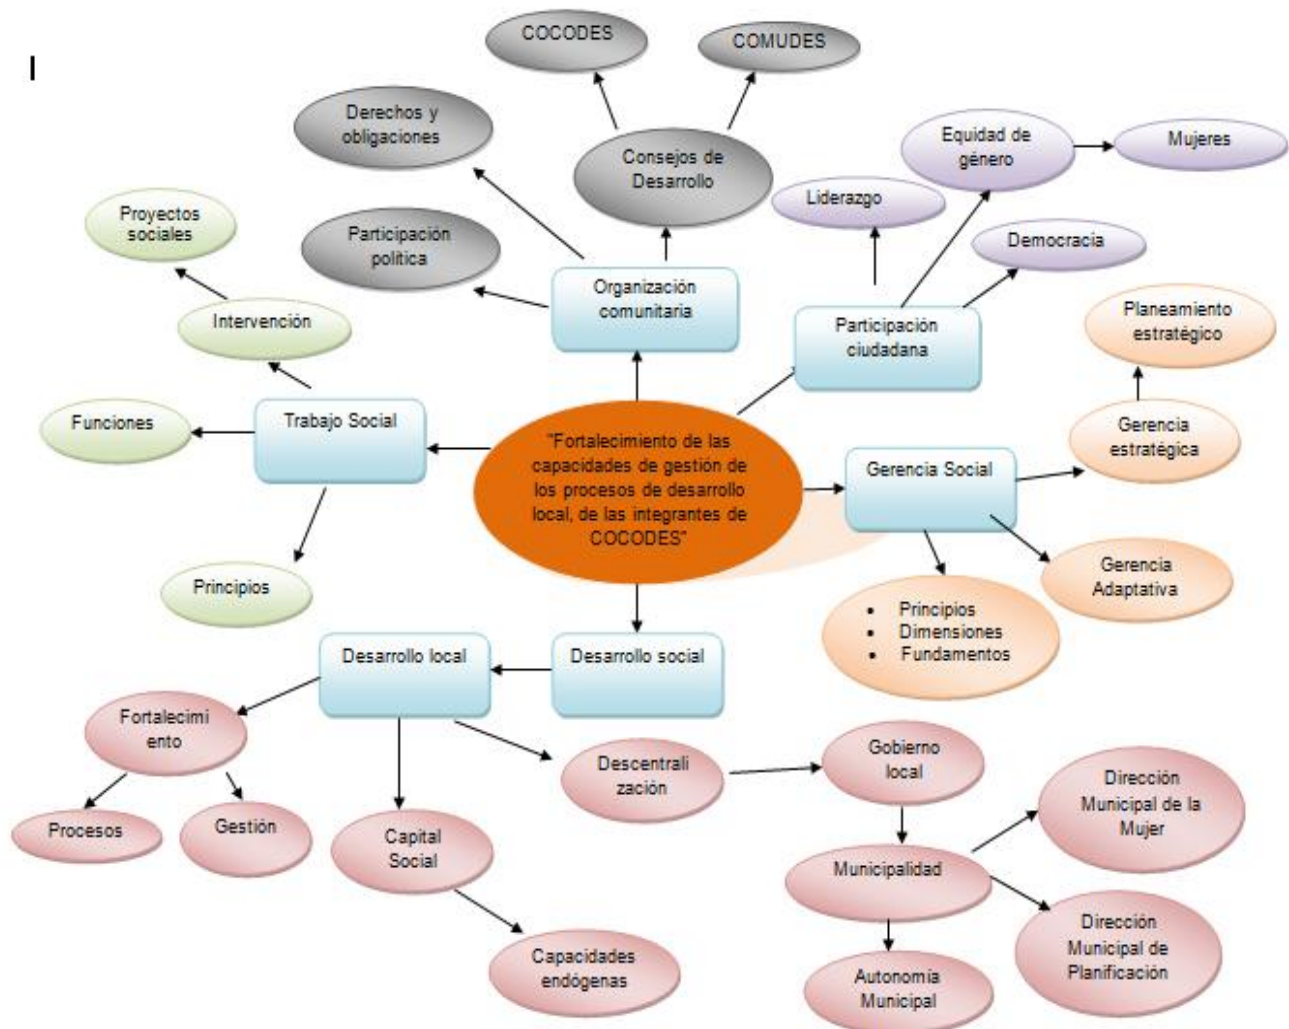 I
COCODES
COMUDES
Derechos y
obligaciones
Consejos de
Desarrollo
Equidad de
género
Mujeres
Liderazgo
Democracia
Proyectos
sociales
Participación
política
Intervención
Organización
comunitaria
Participación
ciudadana
Planeamiento
estratégico
Funciones
Trabajo Social
"Fortalecimiento de las
capacidades de gestión de
los procesos de desarrollo
local, de las integrantes de
COCODES"
Gerencia Social
Gerencia
estratégica
Principios
Gerencia
Adaptativa
• Principios
• Dimensiones
• Fundamentos
Desarrollo local
Desarrollo social
Fortalecimi
ento
Descentrali
zación
Gobierno
local
Procesos
Gestión
Capital
Social
Municipalidad
Dirección
Municipal de la
Mujer
Capacidades
endógenas
Autonomía
Municipal
Dirección
Municipal de
Planificación